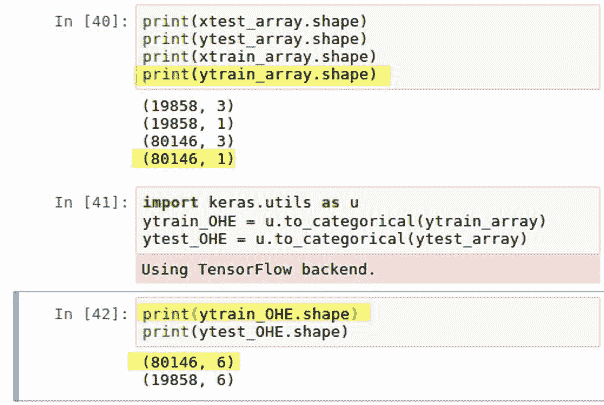 In [40]: print(xtest_array.shape)
print(ytest_array.shape)
print(xtrain_array.shape)
print(ytrain_array.shape)
(19858, 3)
(19858, 1)
(80146, 3)
(80146, 1)
In [41]: import keras.utils as u
ytrain_OHE = u.to_categorical(ytrain_array)
ytest_OHE = u.to_categorical(ytest_array)
Using TensorFlow backend.
In [42]: print(ytrain_OHE.shape)
print(ytest_OHE.shape)
(80146, 6)
(19858, 6)